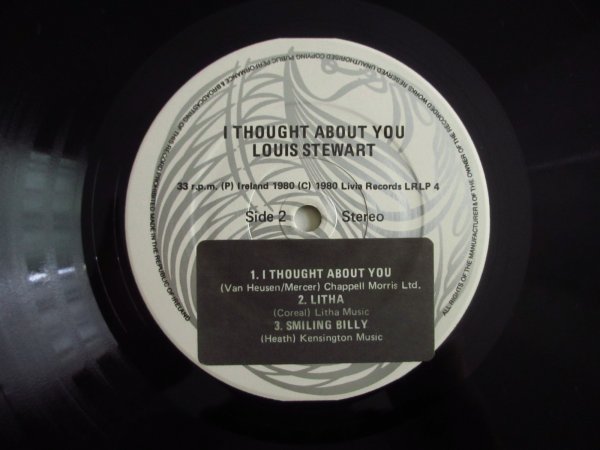 ALL RIGHTS OF THE MANUFACTURER & OF THE OWNER OF THE RECORDED WORKS RESERVED. UNAUTHORISED COPYING PUBLIC PERFORMANCE & BROADCASTING OF THIS RECORD PROHIBITED MADE IN THE REPUBLIC OF IRELAND
I THOUGHT ABOUT YOU
LOUIS STEWART
33 r.p.m. (P) Ireland 1980 (C) 1980 Livia Records LRLP 4
Side 2 Stereo
1. I THOUGHT ABOUT YOU
(Van Heusen/Mercer) Chappell Morris Ltd.
2. LITHA
(Coreal) Litha Music
3. SMILING BILLY
(Heath) Kensington Music